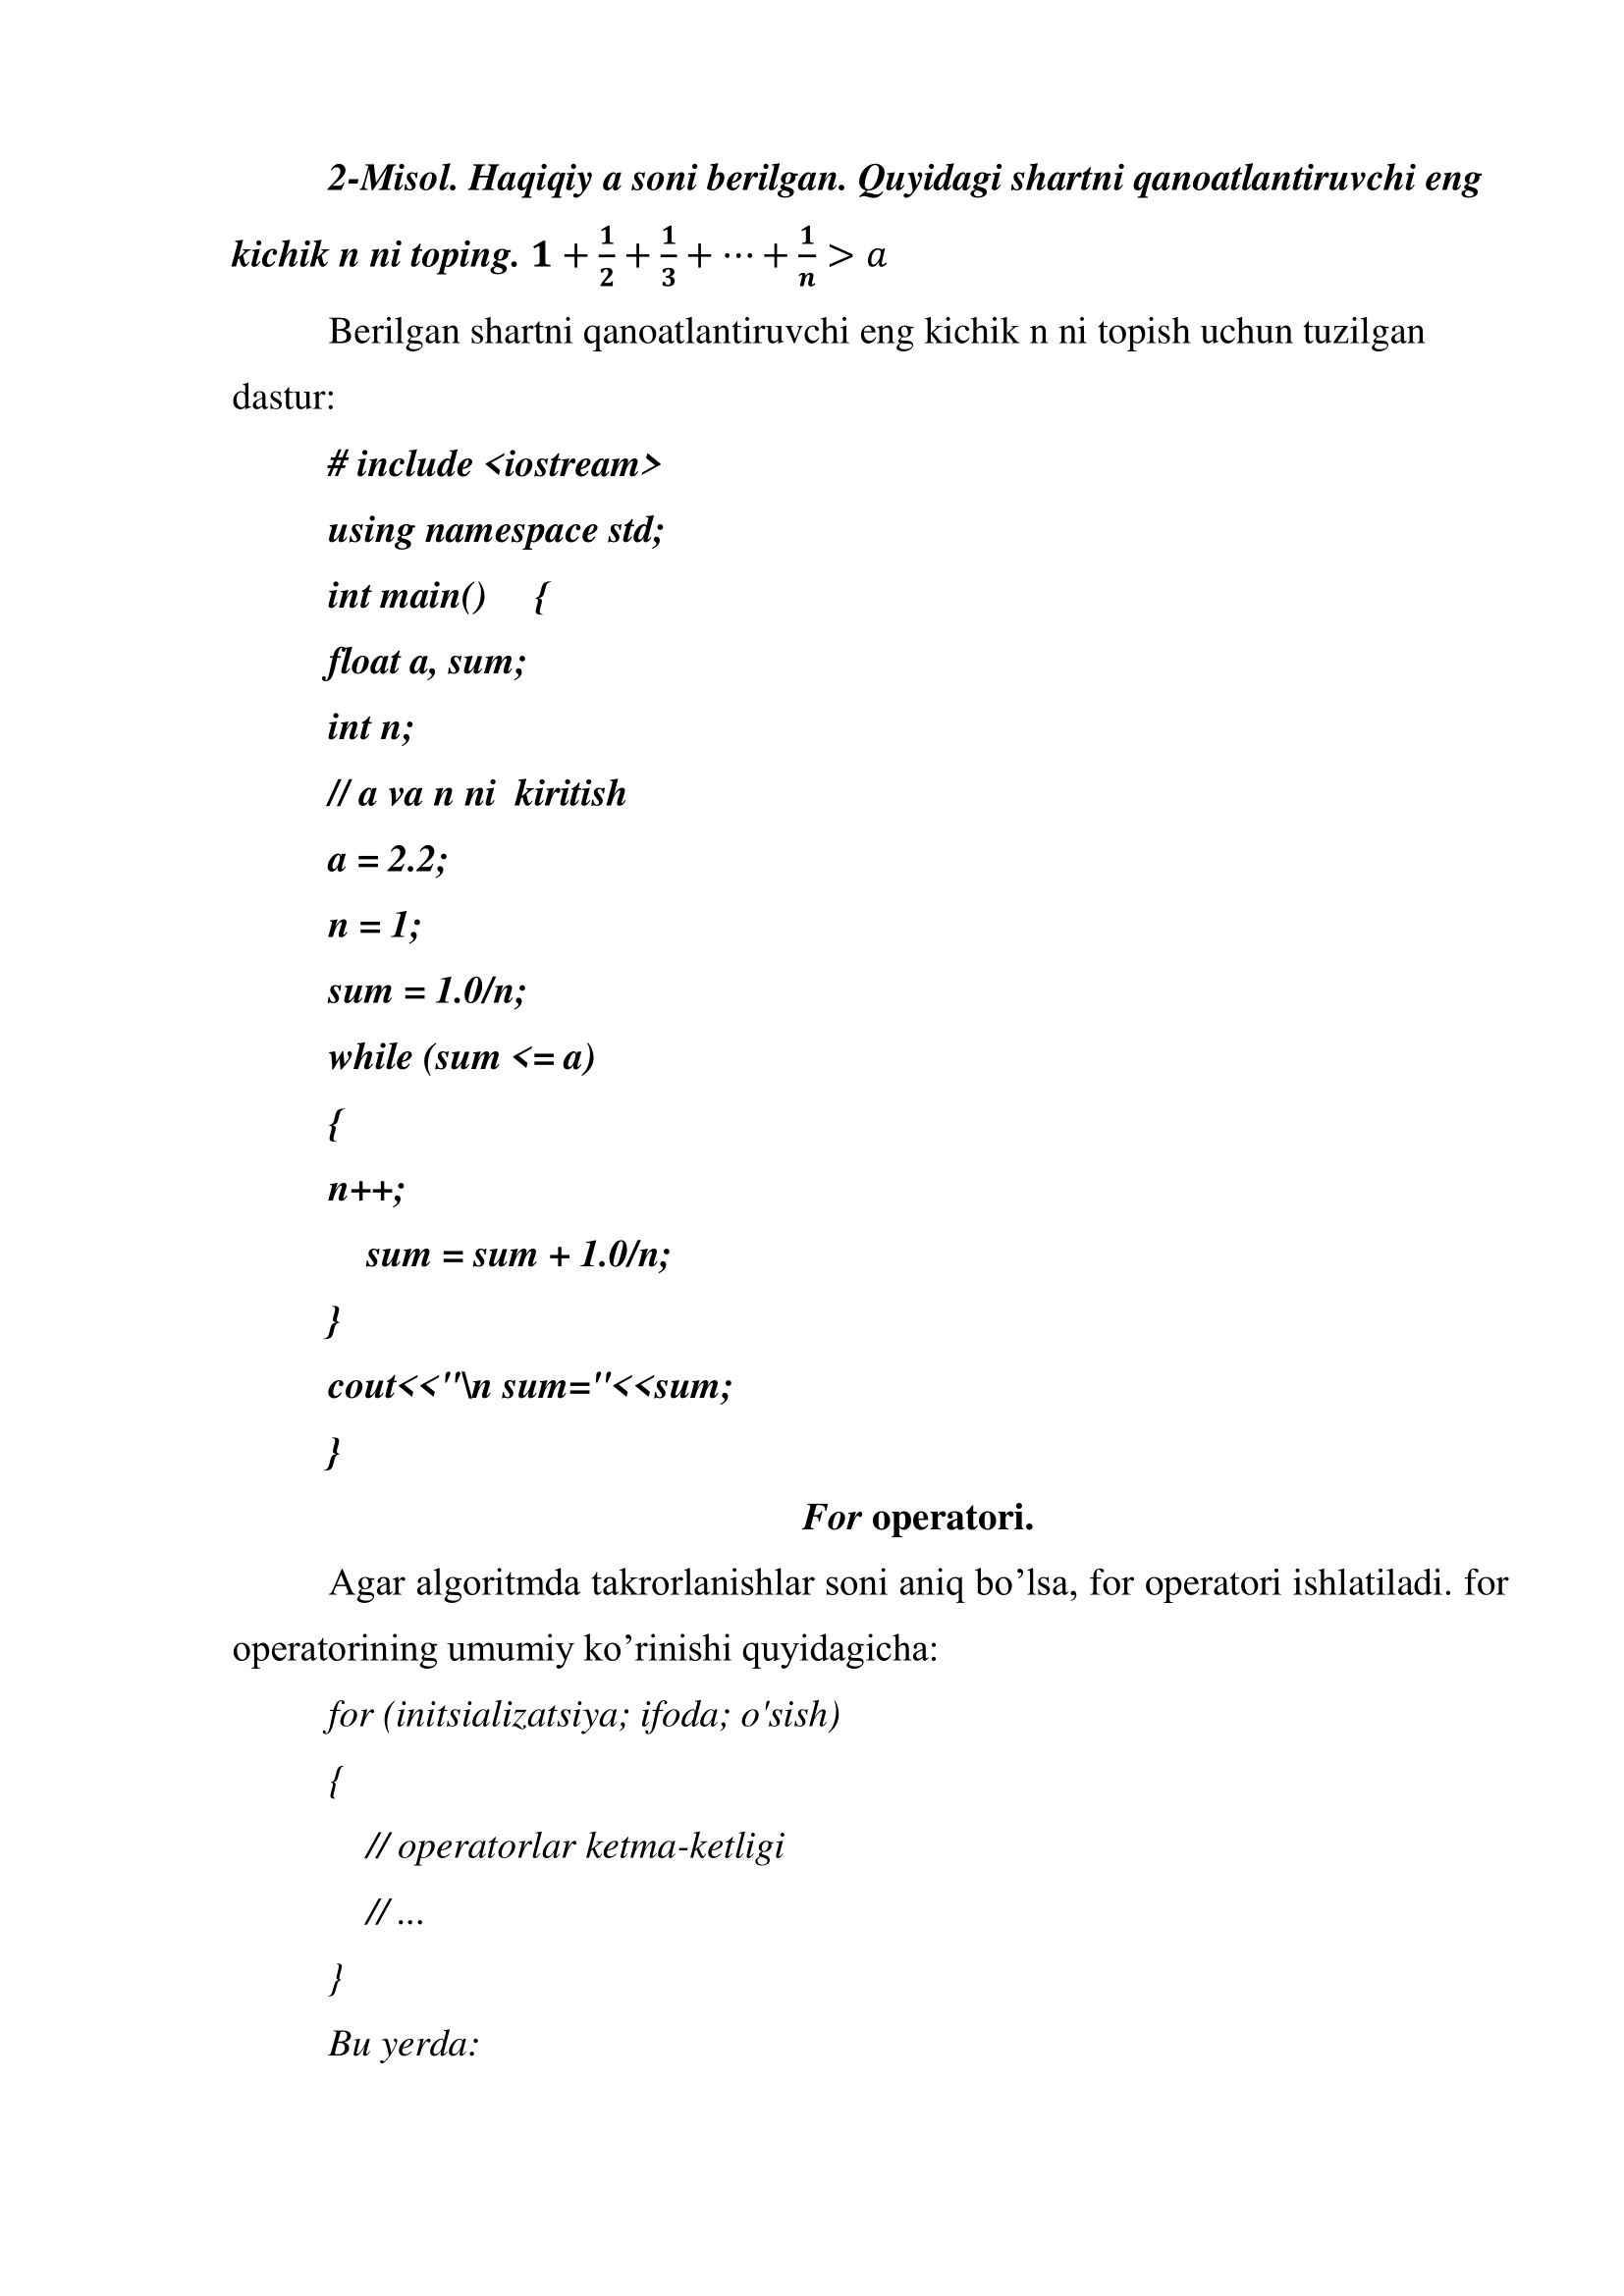 2-Misol. Haqiqiy a soni berilgan. Quyidagi shartni qanoatlantiruvchi eng
kichik n ni toping. 1 + 1/2 + 1/3 + ⋯ + 1/n > a
Berilgan shartni qanoatlantiruvchi eng kichik n ni topish uchun tuzilgan
dastur:
# include <iostream>
using namespace std;
int main()     {
float a, sum;
int n;
// a va n ni  kiritish
a = 2.2;
n = 1;
sum = 1.0/n;
while (sum <= a)
{
n++;
    sum = sum + 1.0/n;
}
cout<<"\n sum="<<sum;
}
For operatori.
Agar algoritmda takrorlanishlar soni aniq bo’lsa, for operatori ishlatiladi. for
operatorining umumiy ko’rinishi quyidagicha:
for (initsializatsiya; ifoda; o'sish)
{
    // operatorlar ketma-ketligi
    // ...
}
Bu yerda: